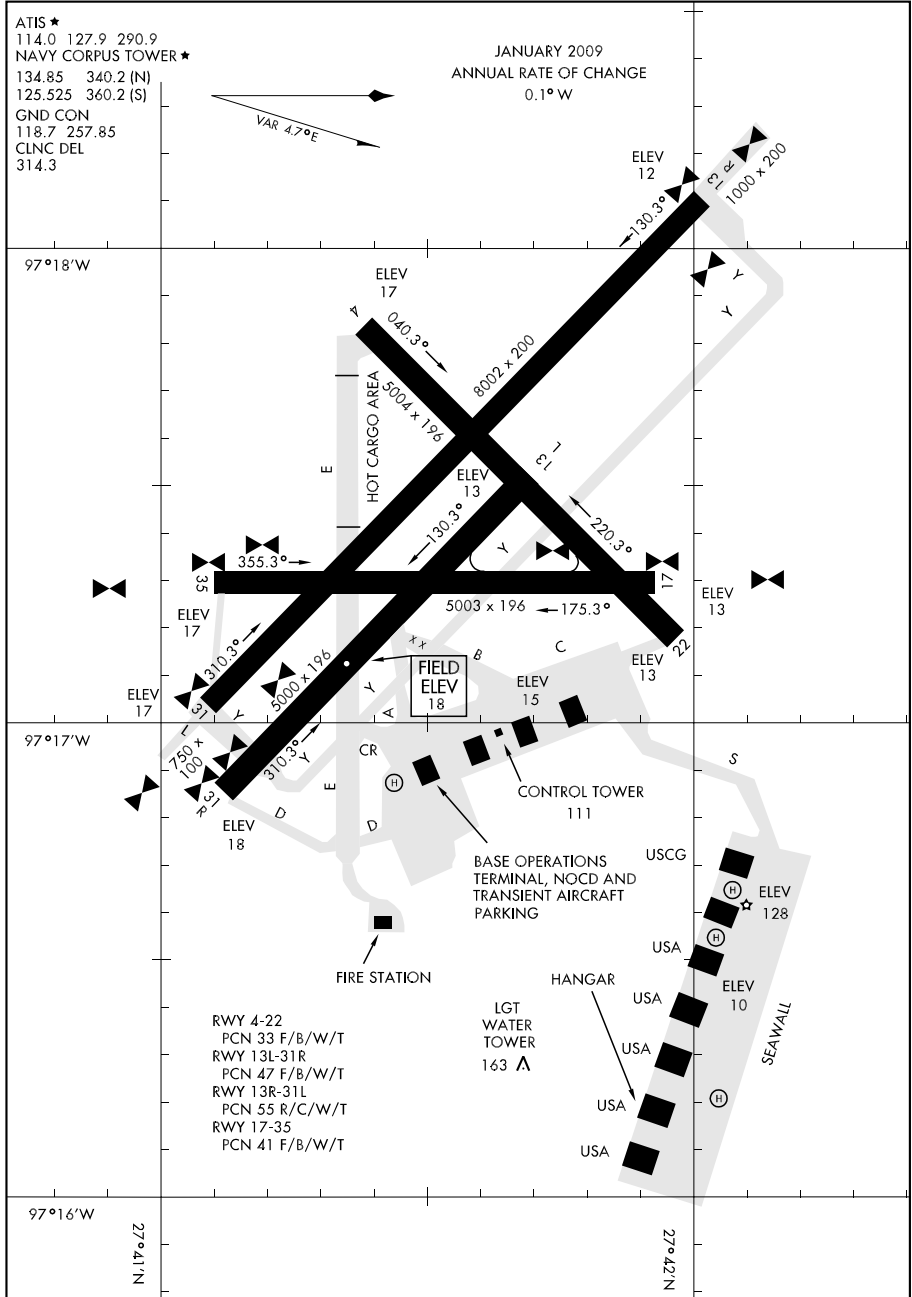 ATIS ★
114.0 127.9 290.9
NAVY CORPUS TOWER ★
134.85 340.2 (N)
125.525 360.2 (S)
GND CON
118.7 257.85
CLNC DEL
314.3
JANUARY 2009
ANNUAL RATE OF CHANGE
0.1° W
VAR 4.7°E
ELEV
12
13 R
1000 x 200
130.3°
97°18'W
Y
Y
ELEV
17
4
040.3°
8002 x 200
5004 x 196
HOT CARGO AREA
E
13 L
ELEV
13
130.3°
Y
220.3°
355.3°
35
17
5003 x 196
175.3°
ELEV
13
ELEV
17
310.3°
5000 x 196
x x
B
C
22
ELEV
13
FIELD
ELEV
18
ELEV
15
ELEV
17
31 L
Y
Y
A
97°17'W
750 x
100
310.3°
Y
CR
E
H
S
31 R
D
D
ELEV
18
CONTROL TOWER
111
BASE OPERATIONS
TERMINAL, NOCD AND
TRANSIENT AIRCRAFT
PARKING
USCG
H
ELEV
128
H
USA
FIRE STATION
HANGAR
ELEV
10
USA
SEAWALL
LGT
WATER
TOWER
163
USA
H
USA
USA
RWY 4-22
PCN 33 F/B/W/T
RWY 13L-31R
PCN 47 F/B/W/T
RWY 13R-31L
PCN 55 R/C/W/T
RWY 17-35
PCN 41 F/B/W/T
97°16'W
27°41'N
27°42'N